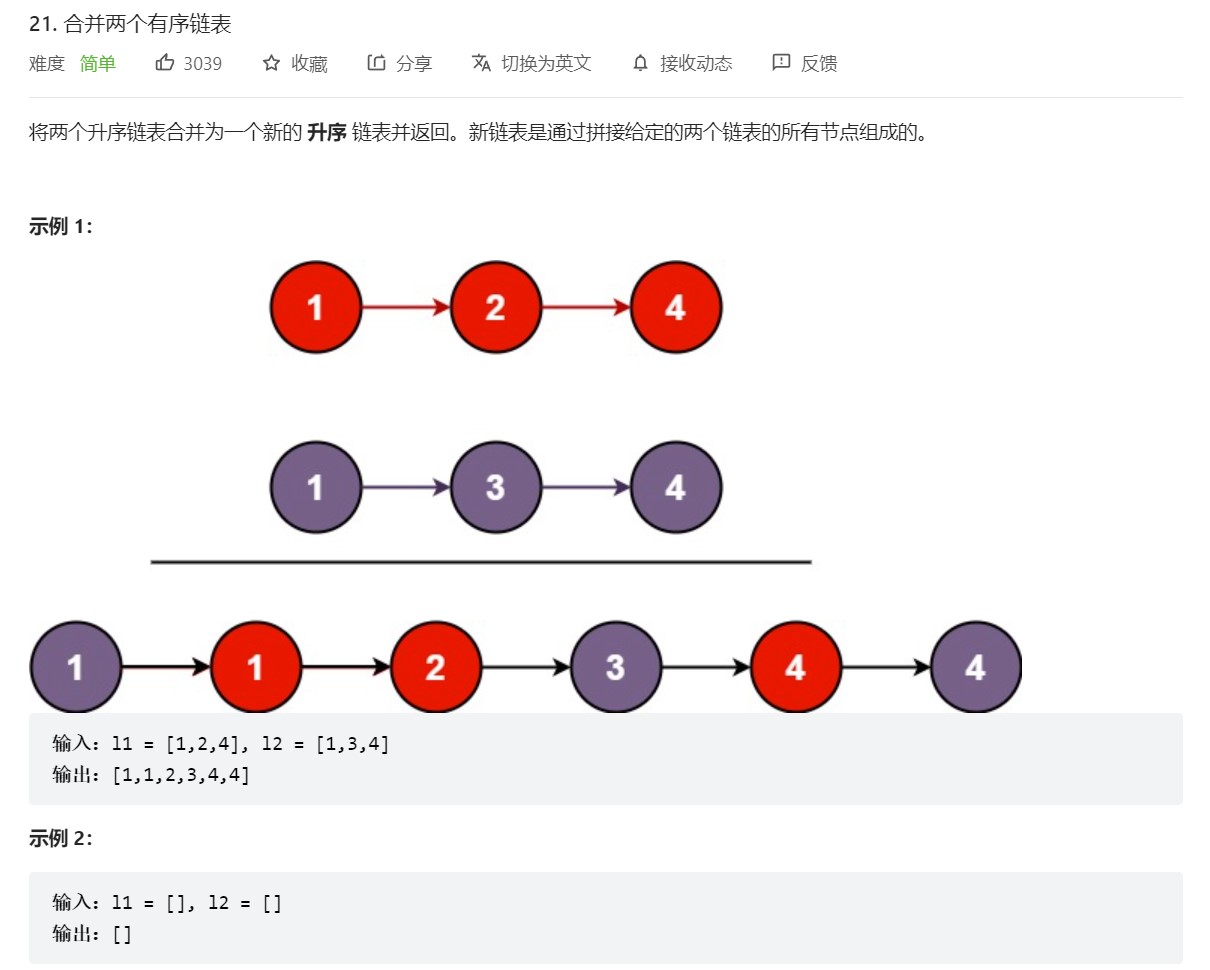 21. 合并两个有序链表
难度 简单 3039 收藏 分享 切换为英文 接收动态 反馈
将两个升序链表合并为一个新的 升序 链表并返回。新链表是通过拼接给定的两个链表的所有节点组成的。
示例 1:
1 2 4
1 3 4
1 1 2 3 4 4
输入: l1 = [1,2,4], l2 = [1,3,4]
输出: [1,1,2,3,4,4]
示例 2:
输入: l1 = [], l2 = []
输出: []